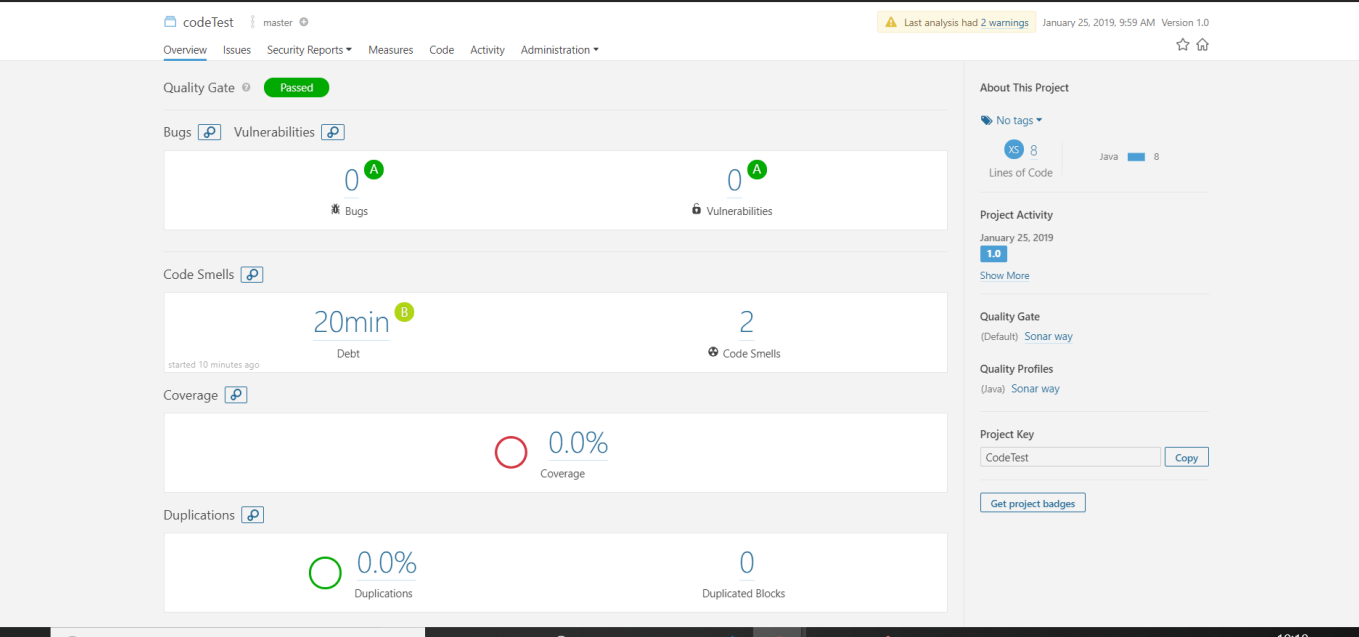 codeTest master
Last analysis had 2 warnings January 25, 2019, 9:59 AM Version 1.0
Overview Issues Security Reports Measures Code Activity Administration
Quality Gate ? Passed
Bugs Vulnerabilities
0 A
Bugs
0 A
Vulnerabilities
Code Smells
20min B
Debt
started 10 minutes ago
2
Code Smells
Coverage
0.0%
Coverage
Duplications
0.0%
Duplications
0
Duplicated Blocks
About This Project
No tags
XS 8
Lines of Code
Java 8
Project Activity
January 25, 2019
1.0
Show More
Quality Gate
(Default) Sonar way
Quality Profiles
(Java) Sonar way
Project Key
CodeTest Copy
Get project badges